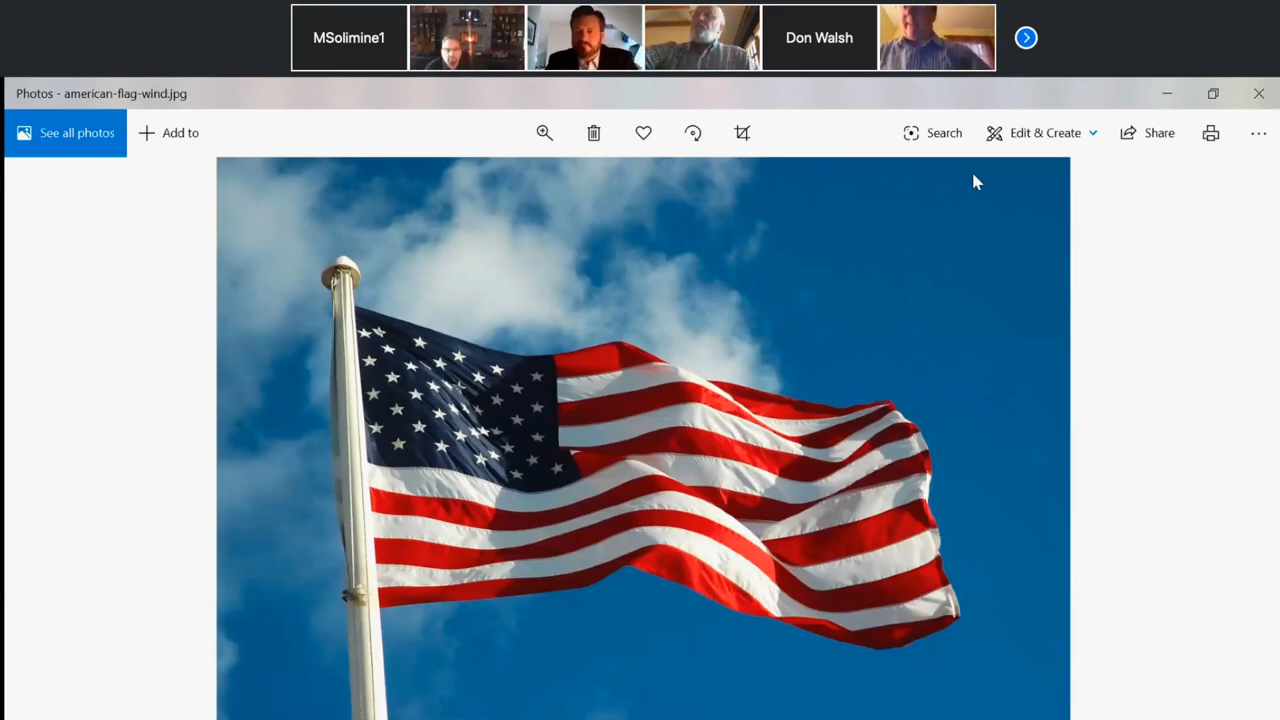 MSolimine1
Don Walsh
Photos - american-flag-wind.jpg
See all photos
Add to
Search
Edit & Create
Share